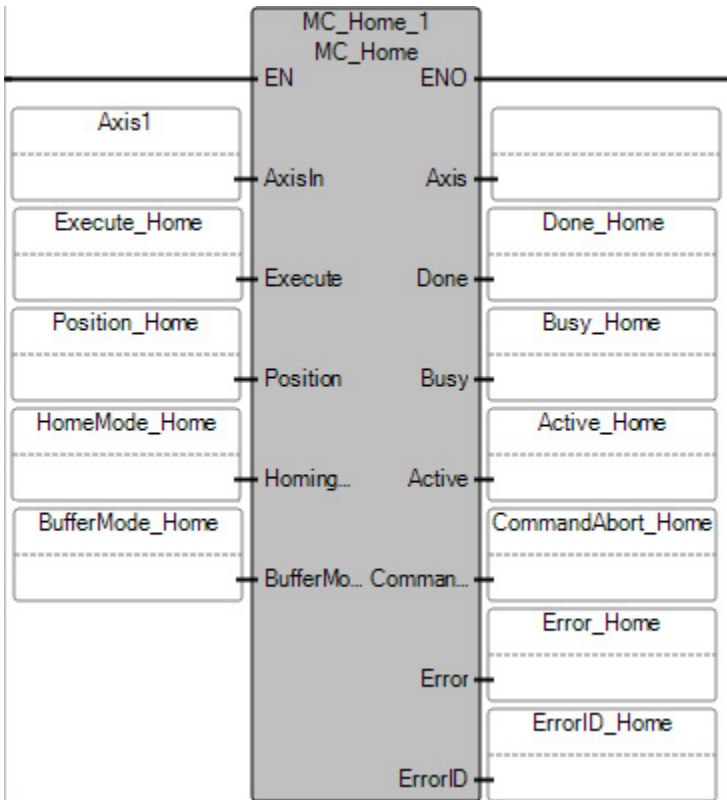 MC_Home_1
MC_Home
EN ENO
Axis1
AxisIn Axis
Execute_Home Done_Home
Execute Done
Position_Home Busy_Home
Position Busy
HomeMode_Home Active_Home
Homing... Active
BufferMode_Home CommandAbort_Home
BufferMo... Comman...
Error_Home
Error
ErrorID_Home
ErrorID